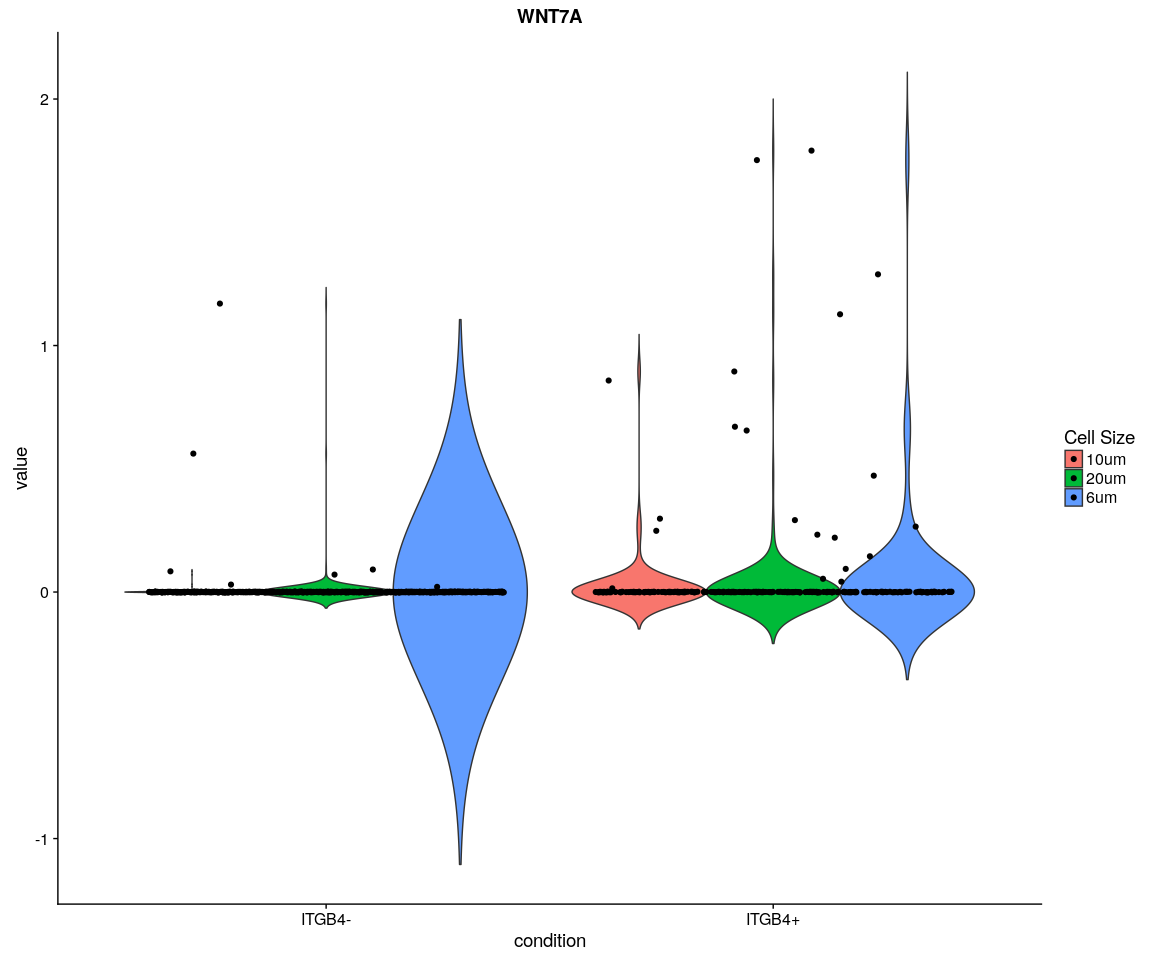 WNT7A
value
2
1
0
-1
ITGB4-
ITGB4+
condition
Cell Size
10um
20um
6um